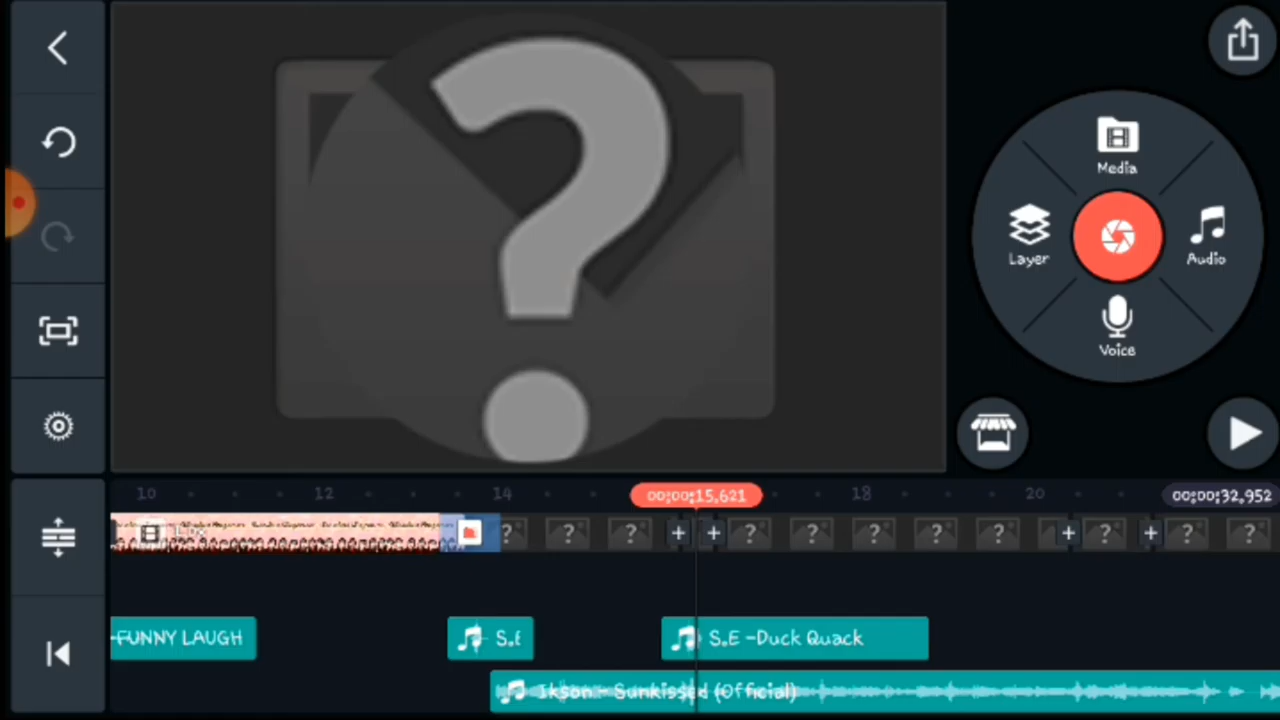 Media
Layer
Audio
Voice
10
12
14
00:00:15,621
18
20
00:00:32,952
FUNNY LAUGH
S.E
S.E -Duck Quack
Ikson - Sunkissed (Official)